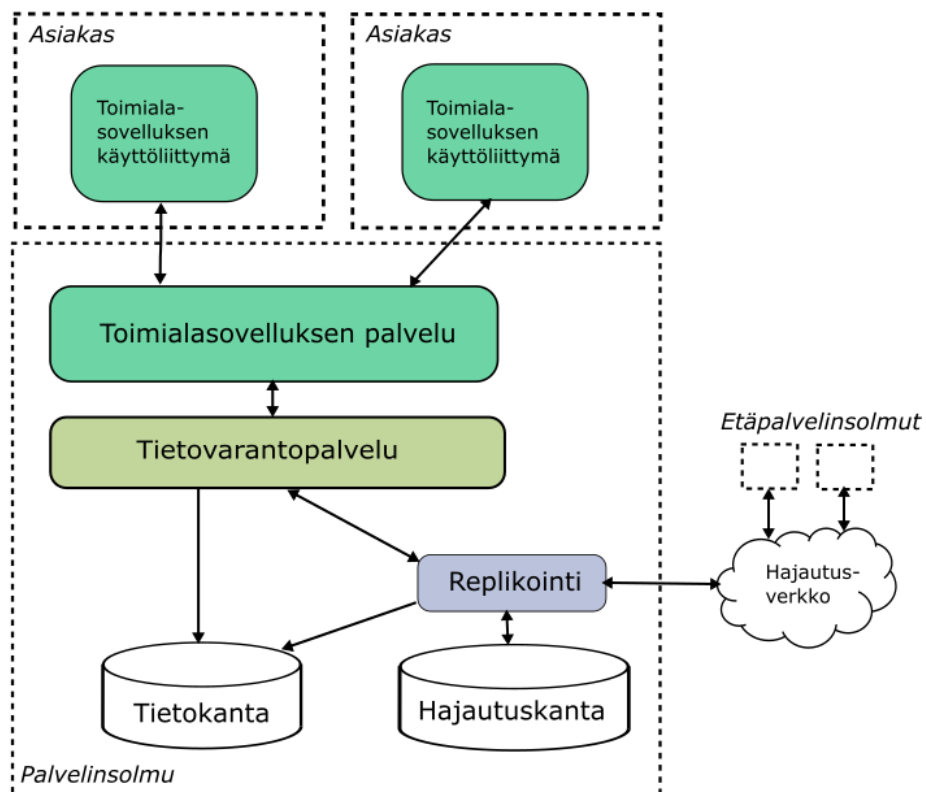 Asiakas
Toimiala-
sovelluksen
käyttöliittymä
Asiakas
Toimiala-
sovelluksen
käyttöliittymä
Toimialasovelluksen palvelu
Tietovarantopalvelu
Etäpalvelinsolmut
Replikointi
Hajautus-
verkko
Tietokanta
Hajautuskanta
Palvelinsolmu